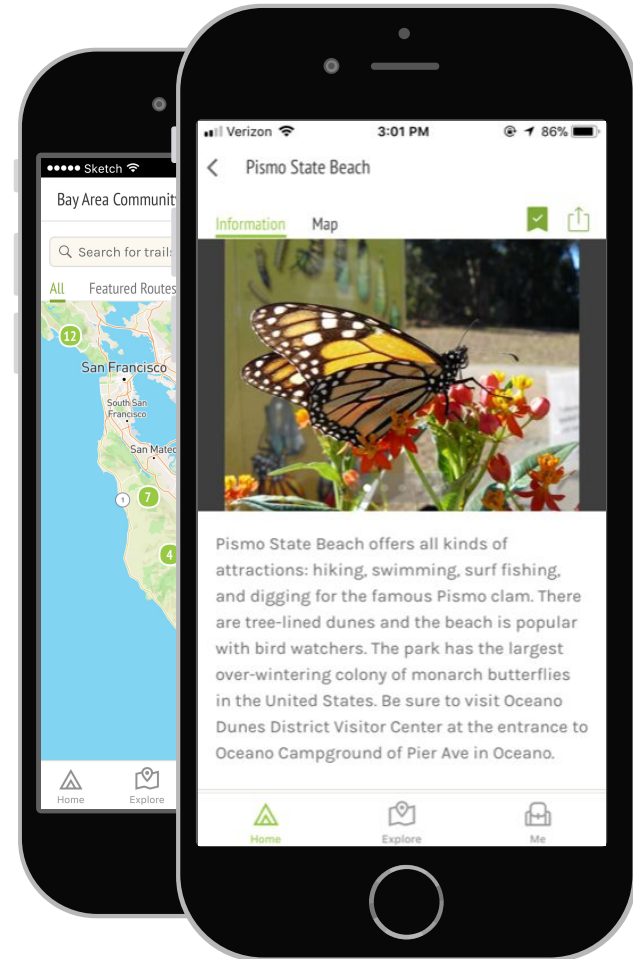 Sketch
Bay Area Communit
Search for trail
All Featured Routes
12
San Francisco
South San
Francisco
San Mateo
1
7
4
Home Explore
Verizon 3:01 PM 86%
Pismo State Beach
Information Map
Pismo State Beach offers all kinds of
attractions: hiking, swimming, surf fishing,
and digging for the famous Pismo clam. There
are tree-lined dunes and the beach is popular
with bird watchers. The park has the largest
over-wintering colony of monarch butterflies
in the United States. Be sure to visit Oceano
Dunes District Visitor Center at the entrance to
Oceano Campground of Pier Ave in Oceano.
Home Explore Me